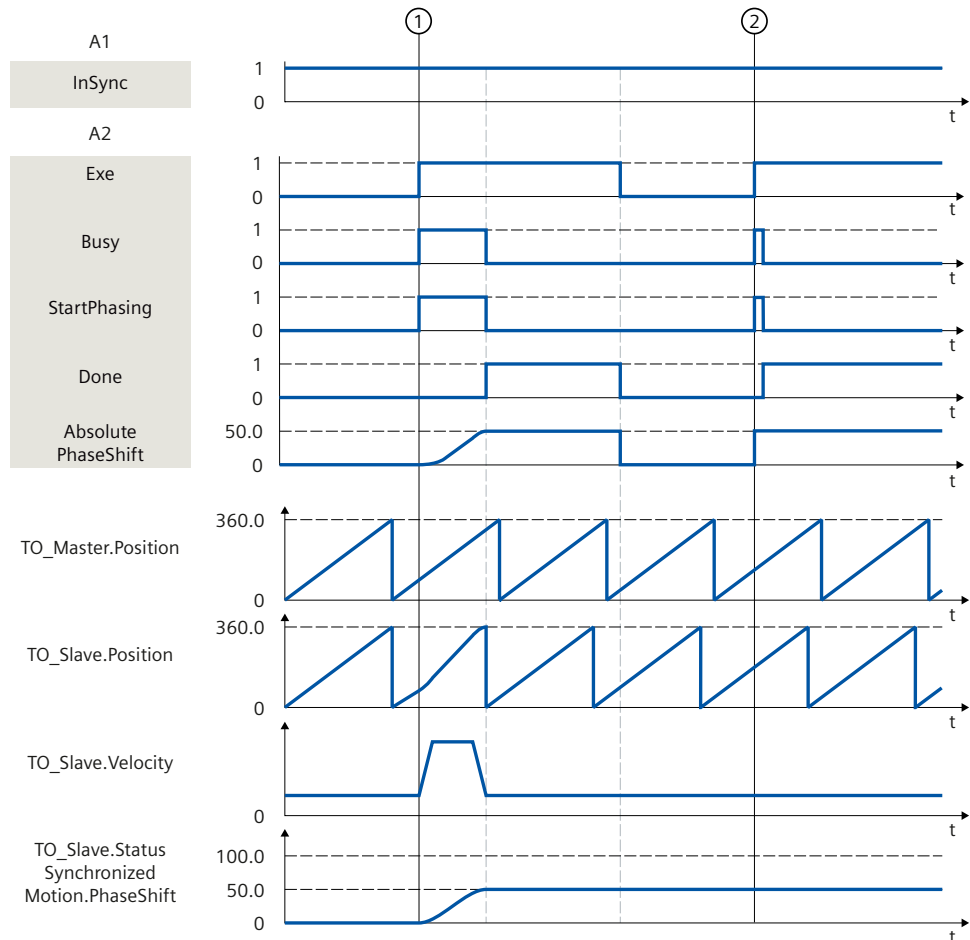 1
2
A1
InSync
1
0
t
A2
Exe
1
0
t
Busy
1
0
t
StartPhasing
1
0
t
Done
1
0
t
Absolute
PhaseShift
50.0
0
t
TO_Master.Position
360.0
0
t
TO_Slave.Position
360.0
0
t
TO_Slave.Velocity
0
t
TO_Slave.Status
Synchronized
Motion.PhaseShift
100.0
50.0
0
t